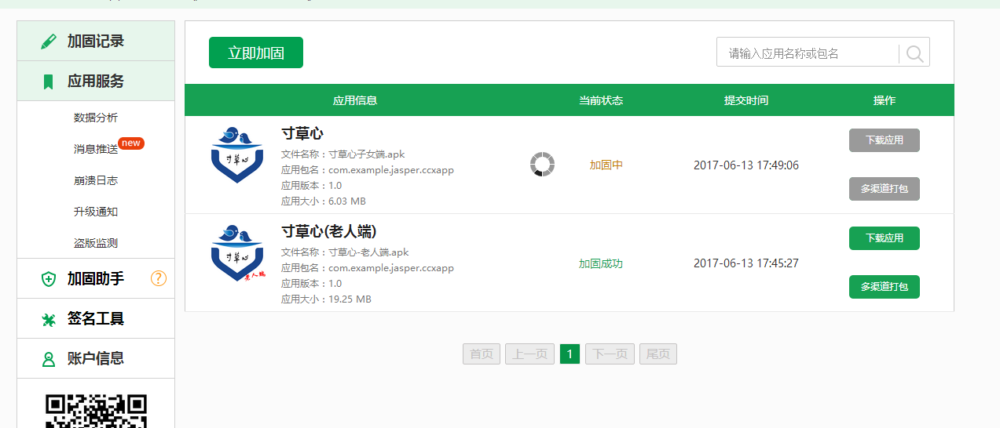 加固记录
应用服务
数据分析
消息推送 new
崩溃日志
升级通知
盗版监测
加固助手 ?
签名工具
账户信息
立即加固
请输入应用名称或包名
应用信息 当前状态 提交时间 操作
寸草心
寸草心
文件名称：寸草心子女端.apk
应用包名：com.example.jasper.ccxapp
应用版本：1.0
应用大小：6.03 MB
加固中
2017-06-13 17:49:06
下载应用
多渠道打包
寸草心
老人端
寸草心(老人端)
文件名称：寸草心-老人端.apk
应用包名：com.example.jasper.ccxapp
应用版本：1.0
应用大小：19.25 MB
加固成功
2017-06-13 17:45:27
下载应用
多渠道打包
首页 上一页 1 下一页 尾页